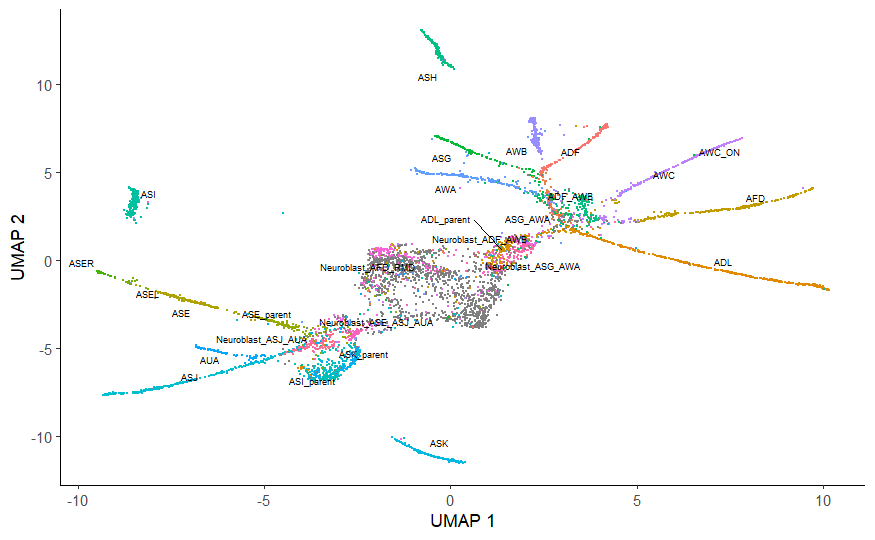 ASH
10
AWB
ADF
AWC_ON
ASG
AWC
5
AWA
ASI
ADF_AWB
AFD
ADL_parent
ASG_AWA
Neuroblast_ADF_AWB
UMAP 2
0
ASER
Neuroblast_AFD_RMD
Neuroblast_ASG_AWA
ADL
ASEL
ASE
ASE_parent
Neuroblast_ASE_ASJ_AUA
Neuroblast_ASJ_AUA
-5
AUA
ASK_parent
ASJ
ASI_parent
-10
ASK
-10
-5
0
5
10
UMAP 1